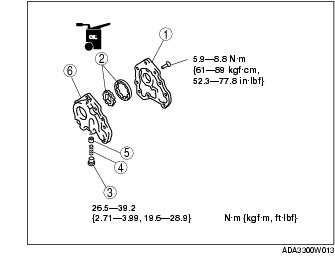 OIL
1
2
5.9—8.8 N·m
{61—89 kgf·cm,
52.3—77.8 in·lbf}
6
5
4
3
26.5—39.2
{2.71—3.99, 19.6—28.9} N·m {kgf·m, ft·lbf}
ADA3300W013